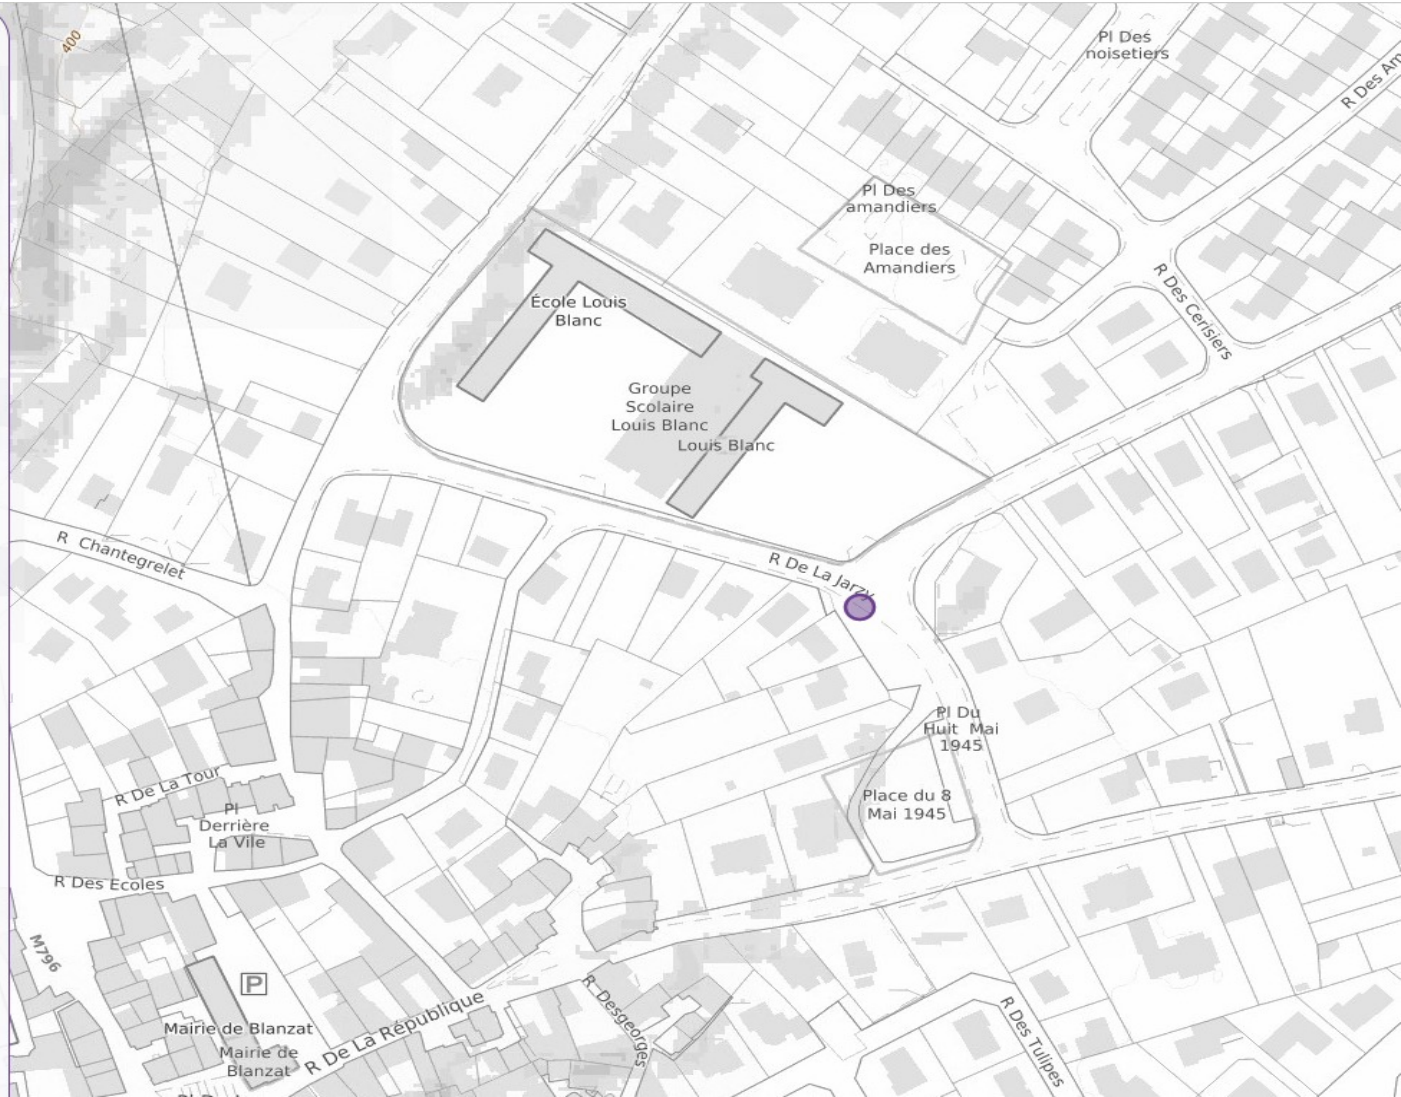 400
Pl Des
noisetiers
R Des Am
Pl Des
amandiers
Place des
Amandiers
R Des Cerisiers
École Louis
Blanc
Groupe
Scolaire
Louis Blanc
Louis Blanc
R Chantegrelet
R De La Jarzy
Pl Du
Huit Mai
1945
Place du 8
Mai 1945
R De La Tour
Pl
Derrière
La Vile
R Des Ecoles
M796
P
Mairie de Blanzat
Mairie de
Blanzat
R De La République
R Desgeorges
R Des Tulipes